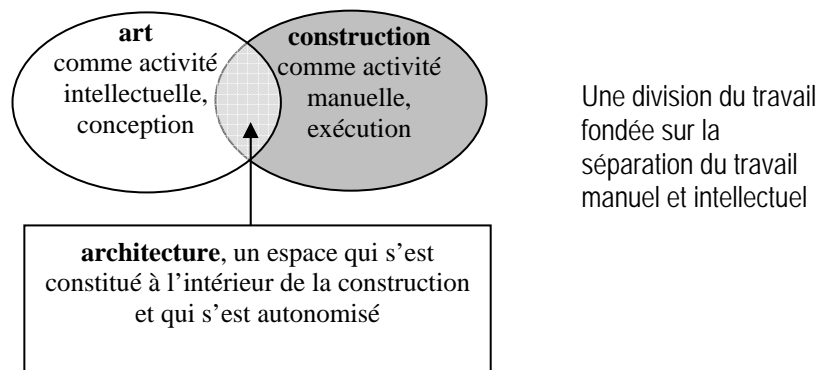 art
comme activité
intellectuelle,
conception
construction
comme activité
manuelle,
exécution
Une division du travail
fondée sur la
séparation du travail
manuel et intellectuel
architecture, un espace qui s’est
constitué à l’intérieur de la construction
et qui s’est autonomisé